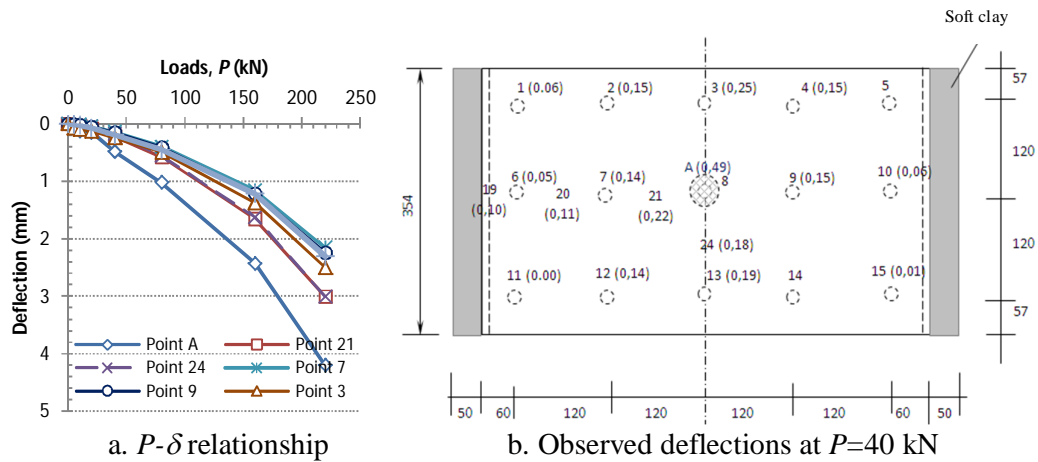 Loads, P (kN)
0 50 100 150 200 250
Deflection (mm)
0
1
2
3
4
5
Point A
Point 21
Point 24
Point 7
Point 9
Point 3
a. P-δ relationship
Soft clay
1 (0.06)
2 (0,15)
3 (0,25)
4 (0,15)
5
57
A (0,49)
8
6 (0,05)
7 (0,14)
9 (0,15)
10 (0,06)
120
19
(0,10)
20
(0,11)
21
(0,22)
354
24 (0,18)
120
11 (0.00)
12 (0,14)
13 (0,19)
14
15 (0,01)
57
50 60 120 120 120 120 60 50
b. Observed deflections at P=40 kN